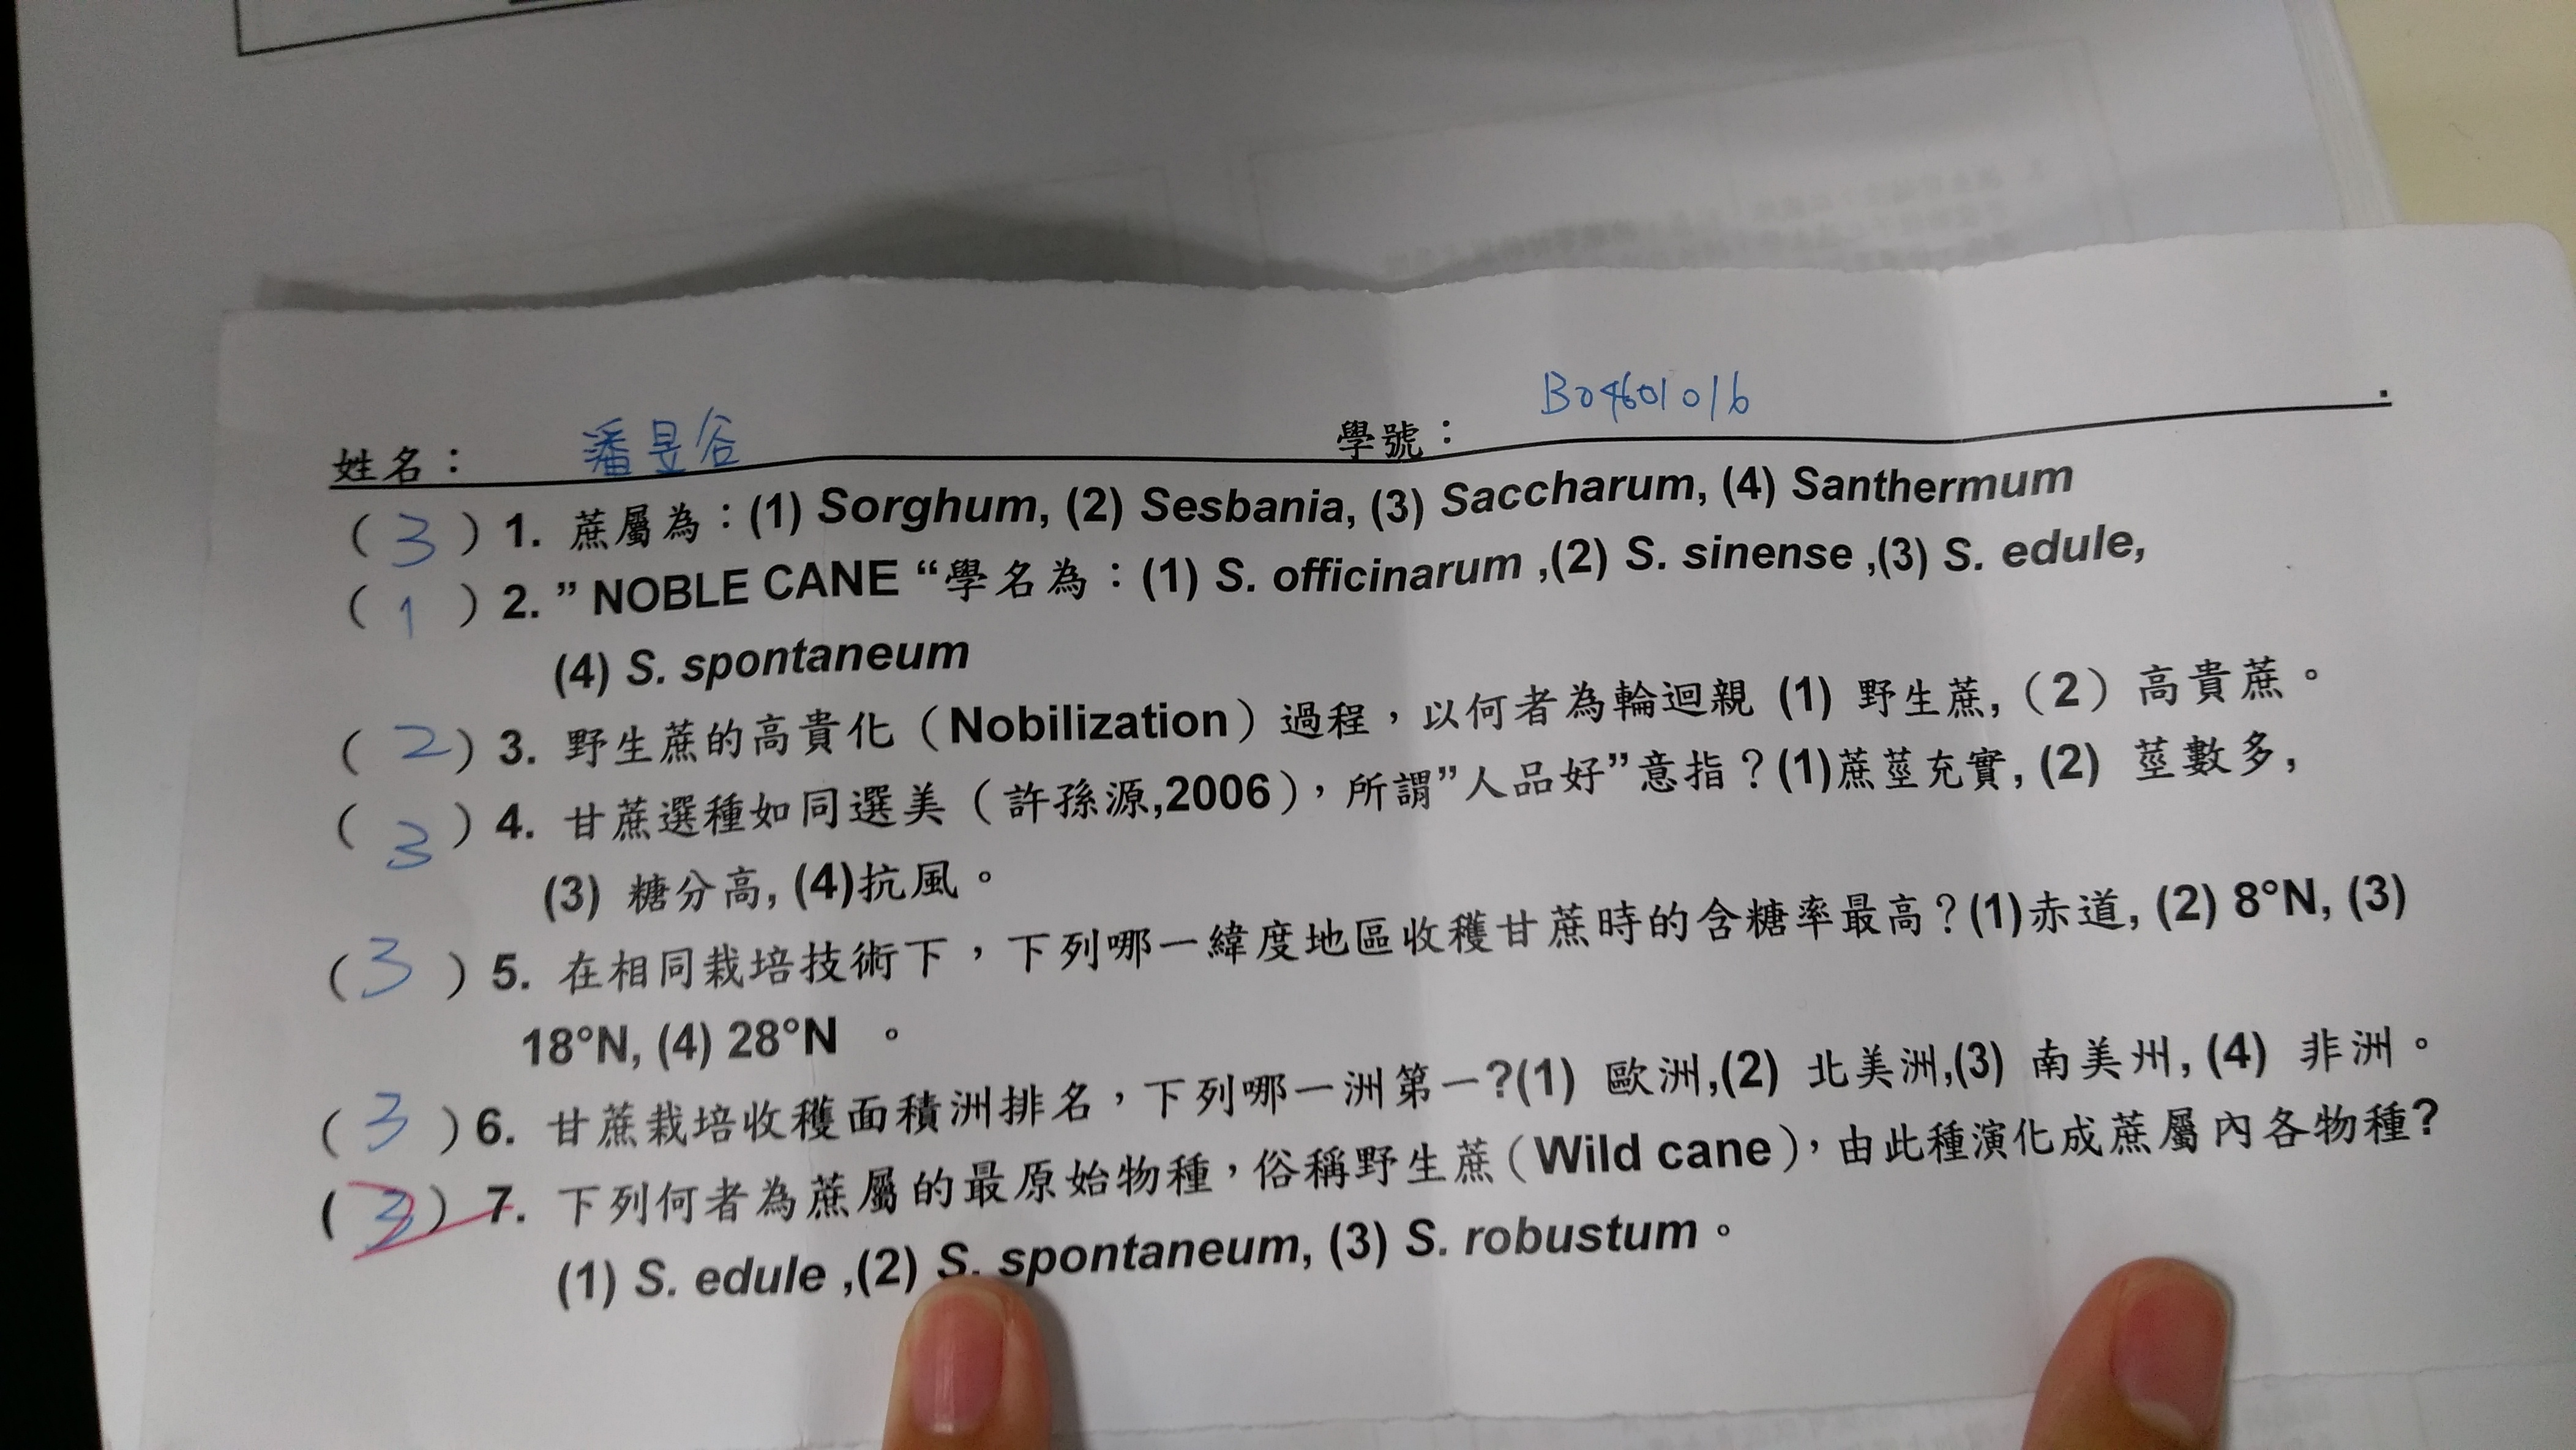 姓名： 潘昱谷 學號： B04601016 .
( 3 ) 1. 蔗屬為：(1) Sorghum, (2) Sesbania, (3) Saccharum, (4) Santhermum
( 1 ) 2. ” NOBLE CANE “學名為：(1) S. officinarum ,(2) S. sinense ,(3) S. edule,
(4) S. spontaneum
( 2 ) 3. 野生蔗的高貴化（Nobilization）過程，以何者為輪迴親 (1) 野生蔗,（2）高貴蔗。
( 3 ) 4. 甘蔗選種如同選美（許孫源,2006），所謂”人品好”意指？(1)蔗莖充實, (2) 莖數多，
(3) 糖分高, (4)抗風。
( 3 ) 5. 在相同栽培技術下，下列哪一緯度地區收穫甘蔗時的含糖率最高？(1)赤道, (2) 8°N, (3)
18°N, (4) 28°N 。
( 3 ) 6. 甘蔗栽培收穫面積洲排名，下列哪一洲第一?(1) 歐洲,(2) 北美洲,(3) 南美州, (4) 非洲。
( 3 ) 7. 下列何者為蔗屬的最原始物種，俗稱野生蔗（Wild cane），由此種演化成蔗屬內各物種?
(1) S. edule ,(2) S. spontaneum, (3) S. robustum。